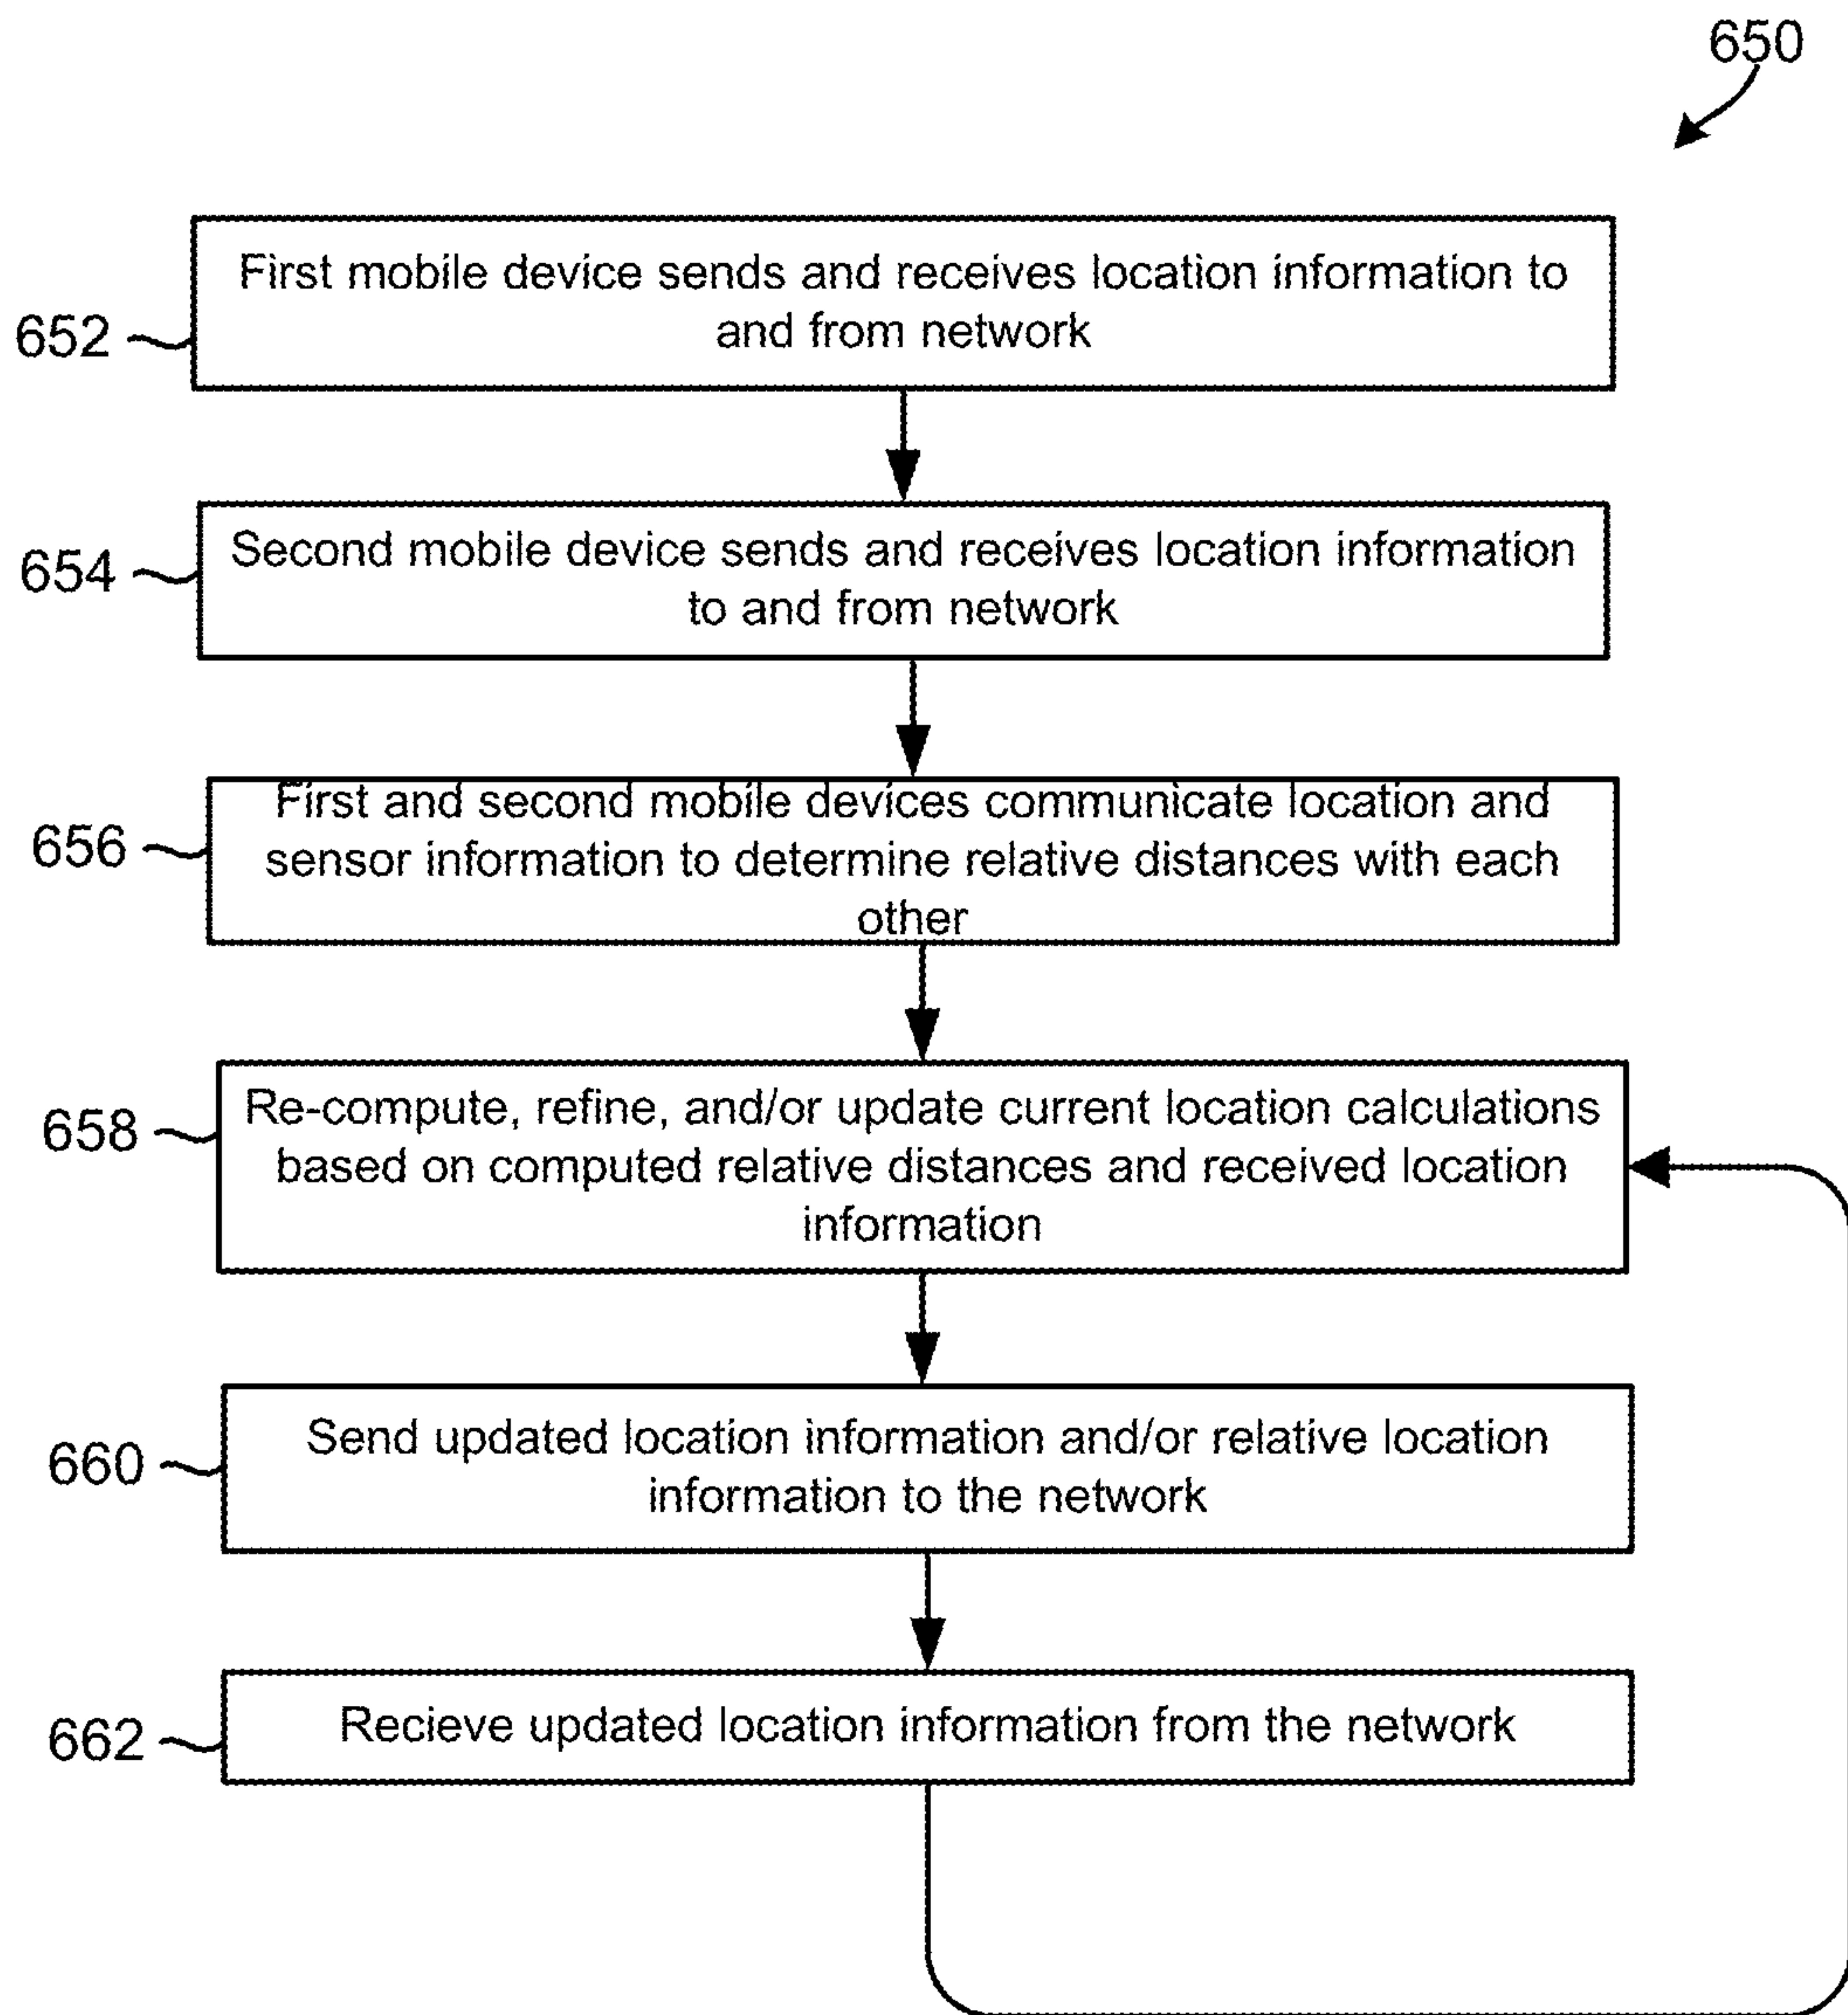 650
First mobile device sends and receives location information to
and from network
652
Second mobile device sends and receives location information
to and from network
654
First and second mobile devices communicate location and
sensor information to determine relative distances with each
other
656
Re-compute, refine, and/or update current location calculations
based on computed relative distances and received location
information
658
Send updated location information and/or relative location
information to the network
660
Recieve updated location information from the network
662